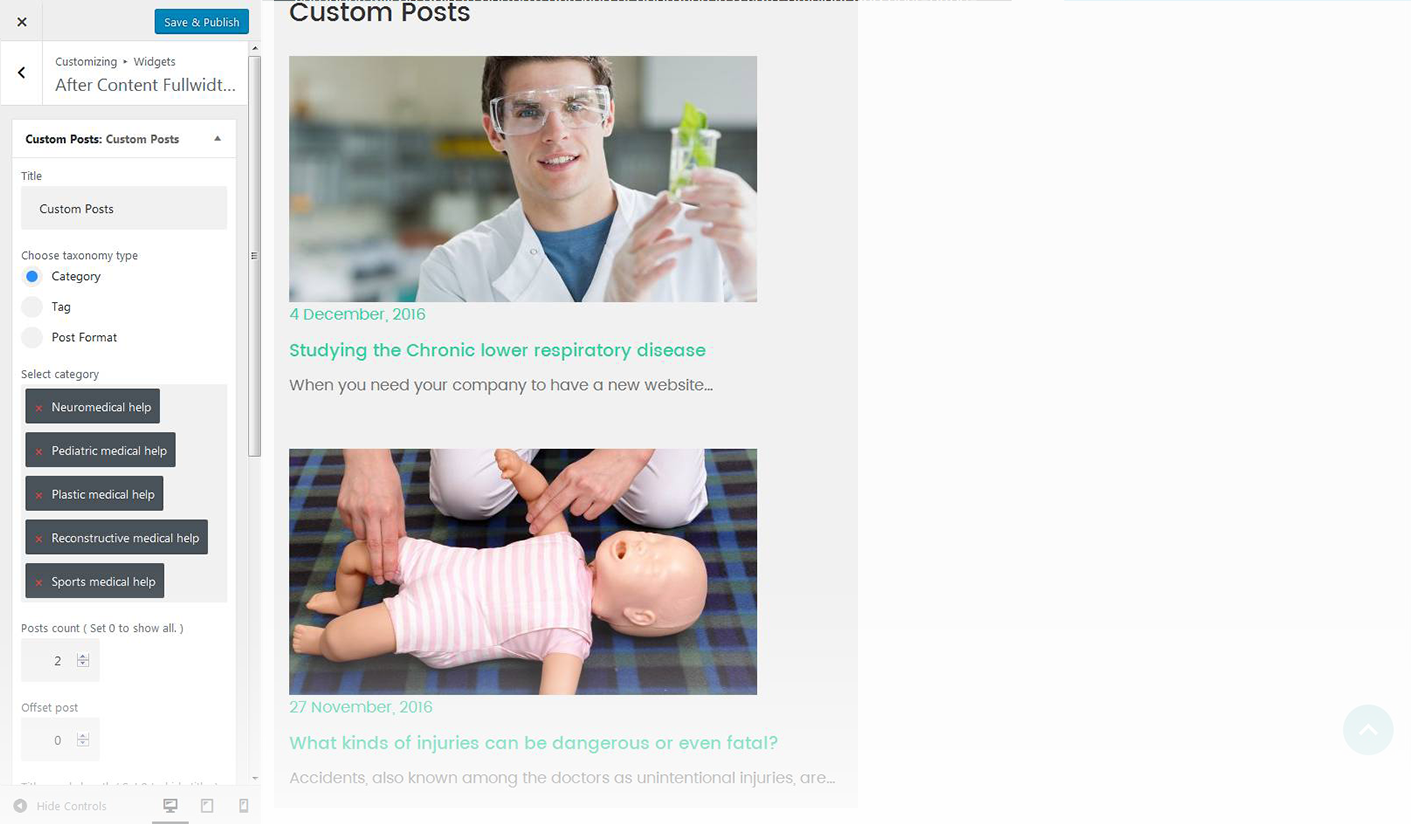 Save & Publish
Customizing ▸ Widgets
After Content Fullwidt...
Custom Posts: Custom Posts
Title
Custom Posts
Choose taxonomy type
Category
Tag
Post Format
Select category
× Neuromedical help
× Pediatric medical help
× Plastic medical help
× Reconstructive medical help
× Sports medical help
Posts count ( Set 0 to show all. )
2
Offset post
0
Hide Controls
Custom Posts
4 December, 2016
Studying the Chronic lower respiratory disease
When you need your company to have a new website…
27 November, 2016
What kinds of injuries can be dangerous or even fatal?
Accidents, also known among the doctors as unintentional injuries, are…